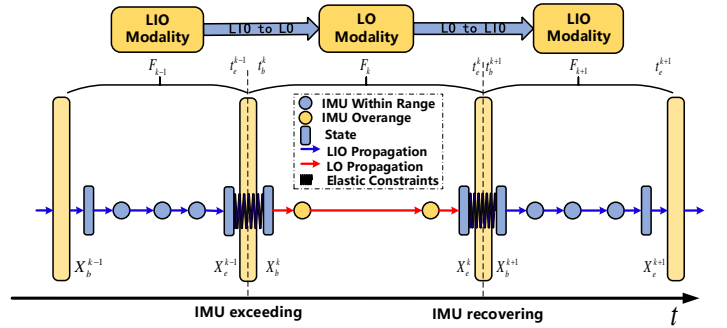 LIO
Modality
LIO to LO
LO
Modality
LO to LIO
LIO
Modality
F_{k-1}
t_e^{k-1}
t_b^k
F_k
t_e^k
t_b^{k+1}
F_{k+1}
t_e^{k+1}
IMU Within Range
IMU Overange
State
LIO Propagation
LO Propagation
Elastic Constraints
X_b^{k-1}
X_e^{k-1}
X_b^k
X_e^k
X_b^{k+1}
X_e^{k+1}
IMU exceeding
IMU recovering
t